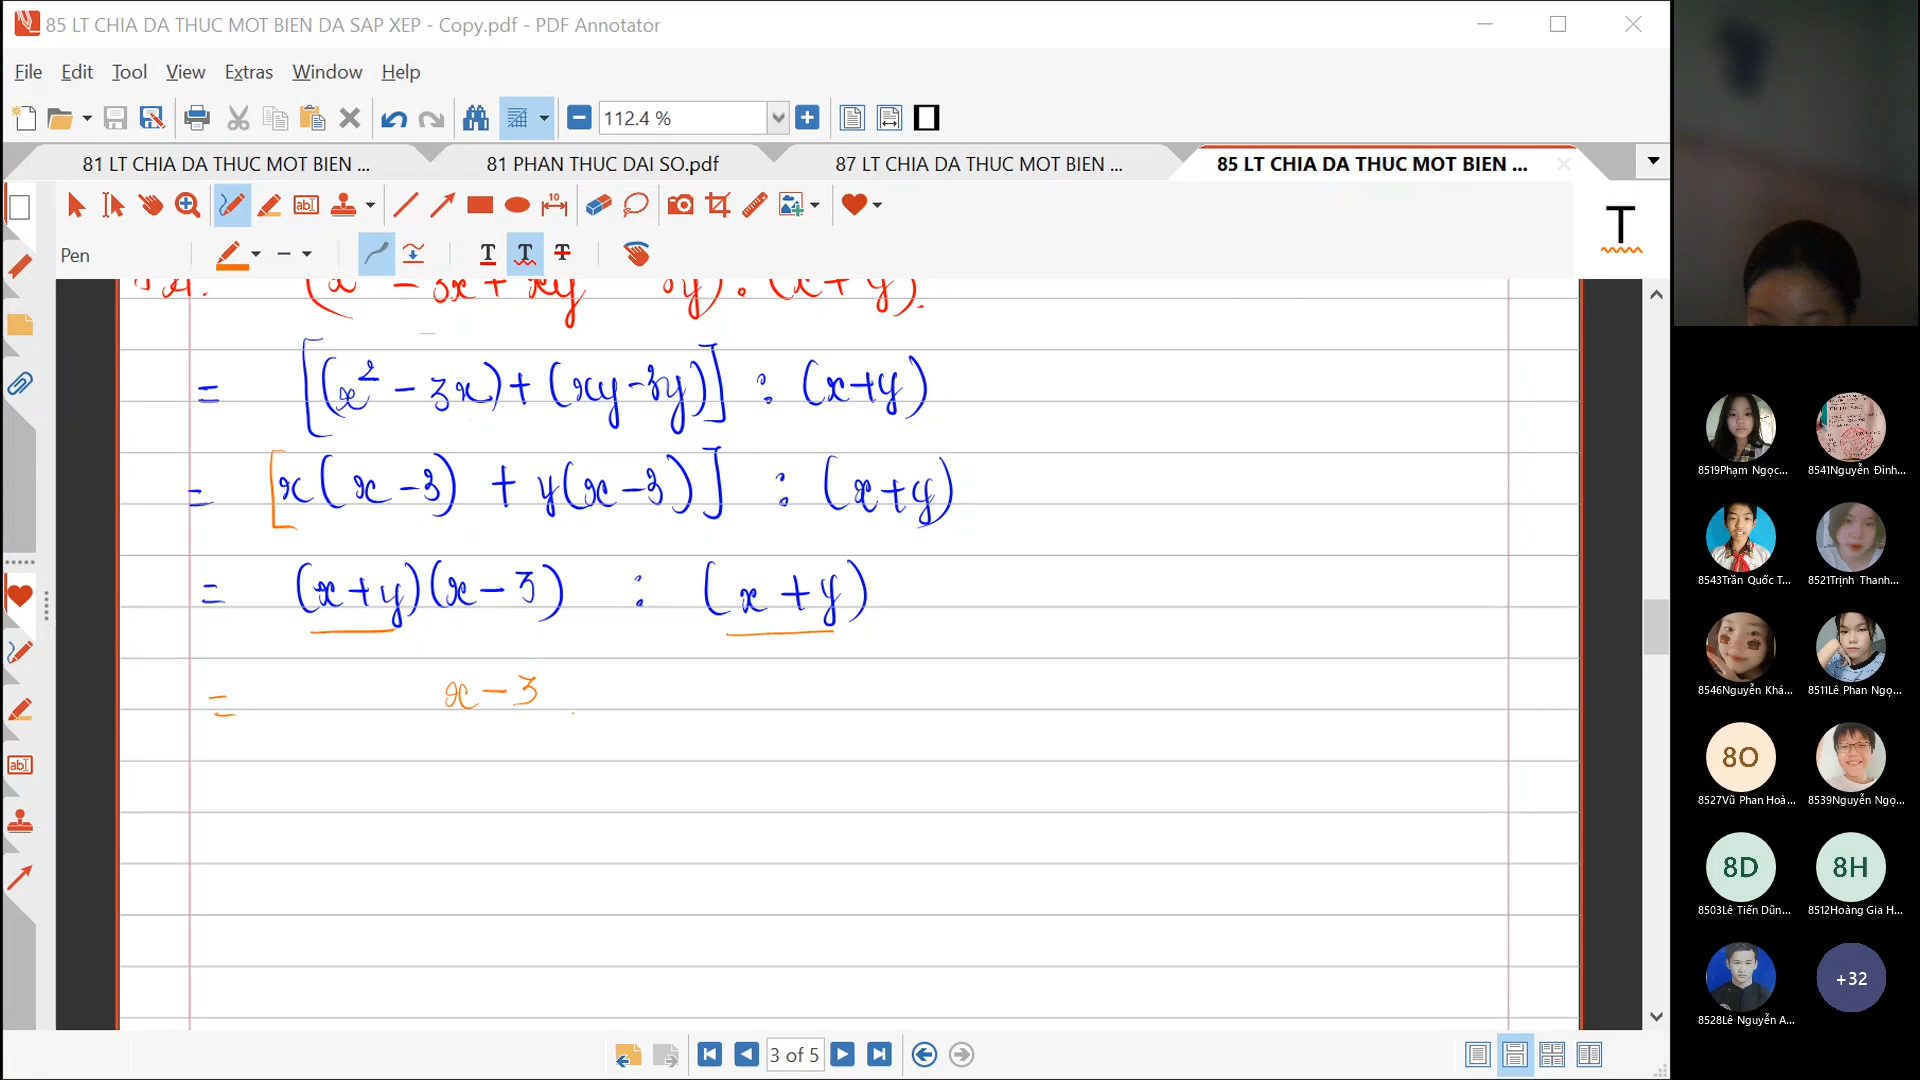 85 LT CHIA DA THUC MOT BIEN DA SAP XEP - Copy.pdf - PDF Annotator
File Edit Tool View Extras Window Help
112.4 %
81 LT CHIA DA THUC MOT BIEN ...
81 PHAN THUC DAI SO.pdf
87 LT CHIA DA THUC MOT BIEN ...
85 LT CHIA DA THUC MOT BIEN ...
Pen
= [(x² - 3x) + (xy - 3y)] : (x+y)
= [x(x-3) + y(x-3)] : (x+y)
= (x+y)(x-3) : (x+y)
= x-3
8519Phạm Ngọc...
8541Nguyễn Đinh...
8543Trần Quốc T...
8521Trịnh Thanh...
8546Nguyễn Khá...
8511Lê Phan Ngọ...
8O
8527Vũ Phan Hoà...
8539Nguyễn Ngọ...
8D
8H
8503Lê Tiến Dũn...
8512Hoàng Gia H...
+32
8528Lê Nguyễn A...
3 of 5